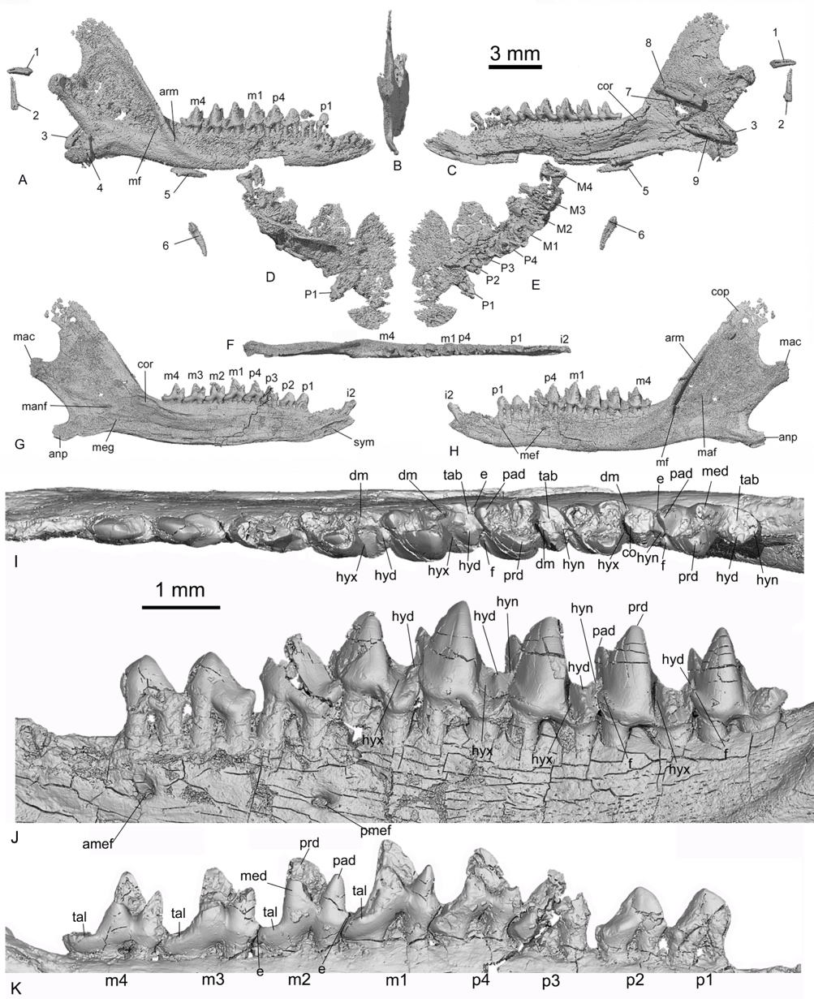 1
2
3
4
arm
m4
m1
p4
p1
mf
5
A
B
3 mm
8
7
cor
1
2
3
9
5
C
6
D
P1
M4
M3
M2
M1
P4
P3
P2
P1
E
6
F
m4
m1 p4
p1
i2
mac
manf
anp
meg
cor
m4
m3
m2
m1
p4
p3
p2
p1
i2
sym
G
i2
p1
p4
m1
m4
mef
arm
cop
mac
mf
maf
anp
H
dm
dm
tab
e
pad
tab
dm
e
pad
med
tab
hyx
hyd
hyx
hyd
f
prd
dm
hyn
hyx
co
hyn
f
prd
hyd
hyn
I
1 mm
hyd
hyd
hyn
hyn
prd
pad
hyd
hyd
hyx
hyx
hyx
f
hyx
f
amef
pmef
J
tal
tal
tal
med
prd
pad
tal
e
e
m4
m3
m2
m1
p4
p3
p2
p1
K